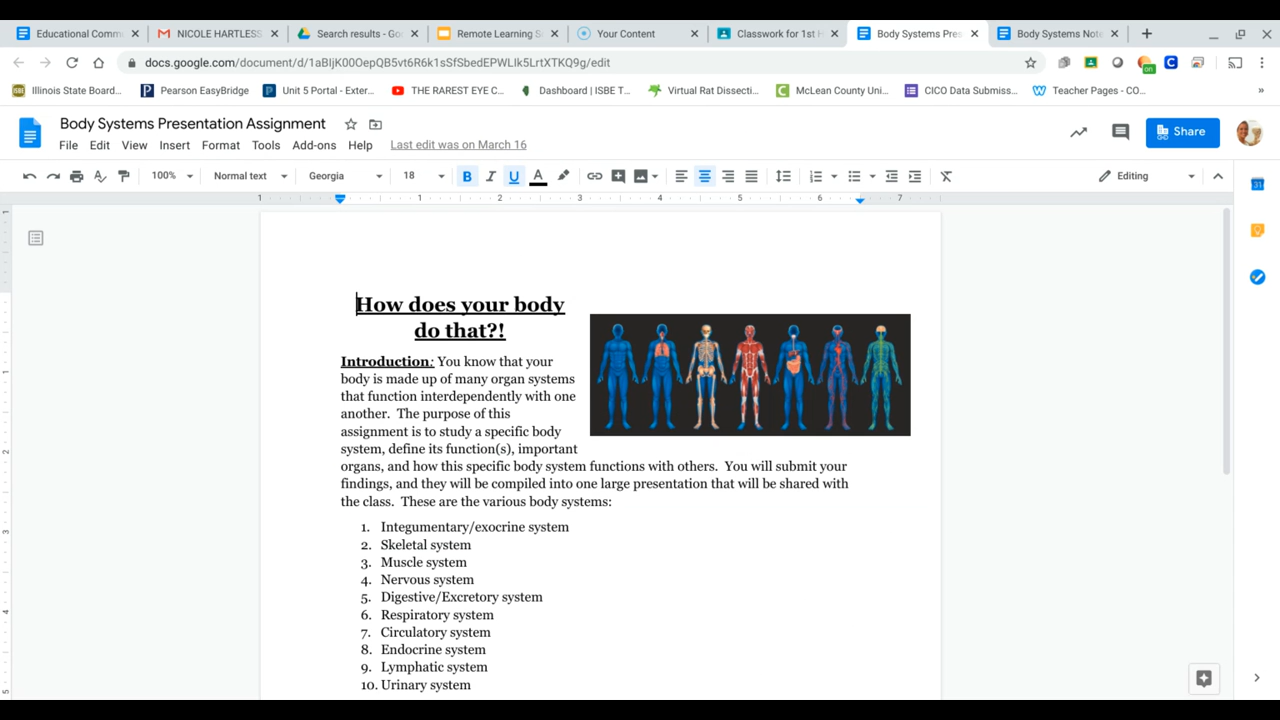 Educational Comm
NICOLE HARTLESS
Search results - Go
Remote Learning S
Your Content
Classwork for 1st H
Body Systems Pres
Body Systems Note
docs.google.com/document/d/1aBIjK00OepQB5vt6R6k1sSfSbedEPWLIk5LrtXTKQ9g/edit
on
Illinois State Board...
Pearson EasyBridge
Unit 5 Portal - Exter...
THE RAREST EYE C...
Dashboard | ISBE T...
Virtual Rat Dissecti...
McLean County Uni...
CICO Data Submiss...
Teacher Pages - CO...
»
Body Systems Presentation Assignment
File Edit View Insert Format Tools Add-ons Help Last edit was on March 16
Share
100% Normal text Georgia 18 B I U A Editing
1 1 2 3 4 5 6 7
How does your body
do that?!
Introduction: You know that your
body is made up of many organ systems
that function interdependently with one
another. The purpose of this
assignment is to study a specific body
system, define its function(s), important
organs, and how this specific body system functions with others. You will submit your
findings, and they will be compiled into one large presentation that will be shared with
the class. These are the various body systems:
1. Integumentary/exocrine system
2. Skeletal system
3. Muscle system
4. Nervous system
5. Digestive/Excretory system
6. Respiratory system
7. Circulatory system
8. Endocrine system
9. Lymphatic system
10. Urinary system